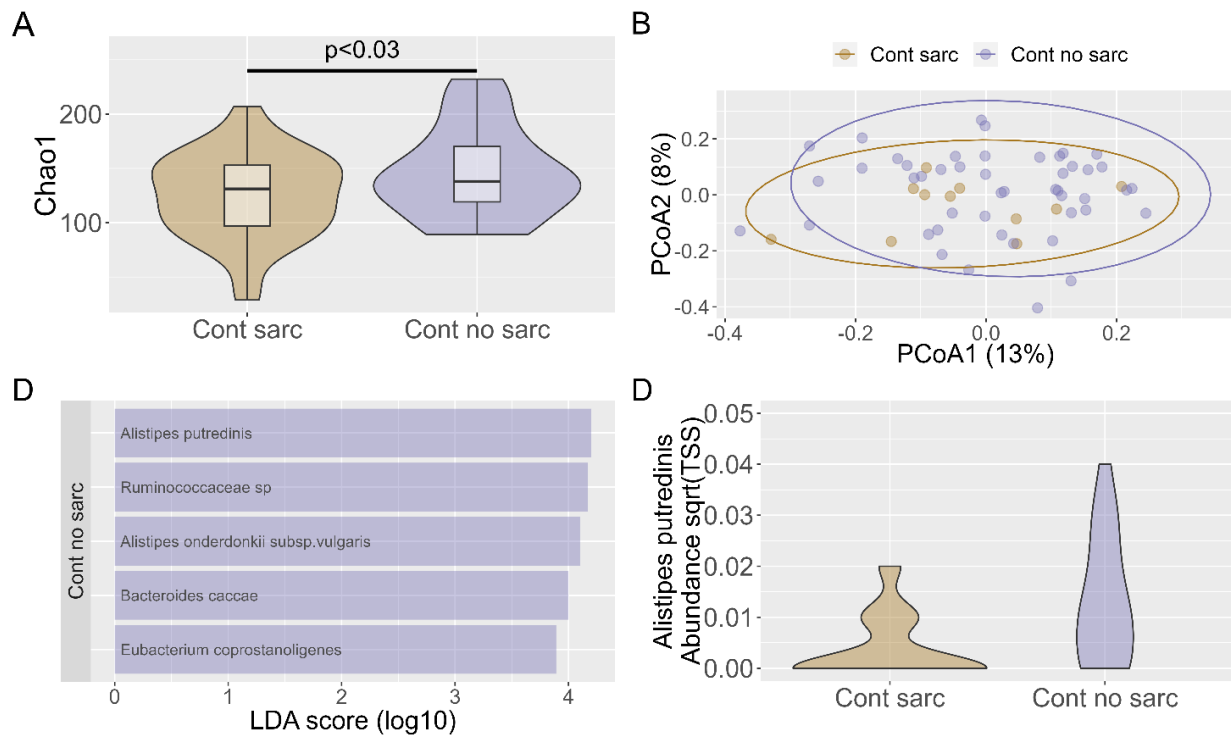 A
p<0.03
Chao1
200
100
Cont sarc
Cont no sarc
B
Cont sarc
Cont no sarc
PCoA2 (8%)
0.2
0.0
-0.2
-0.4
-0.4
-0.2
0.0
0.2
PCoA1 (13%)
D
Cont no sarc
Alistipes putredinis
Ruminococcaceae sp
Alistipes onderdonkii subsp.vulgaris
Bacteroides caccae
Eubacterium coprostanoligenes
0
1
2
3
4
LDA score (log10)
D
Alistipes putredinis
Abundance sqrt(TSS)
0.05
0.04
0.03
0.02
0.01
0.00
Cont sarc
Cont no sarc